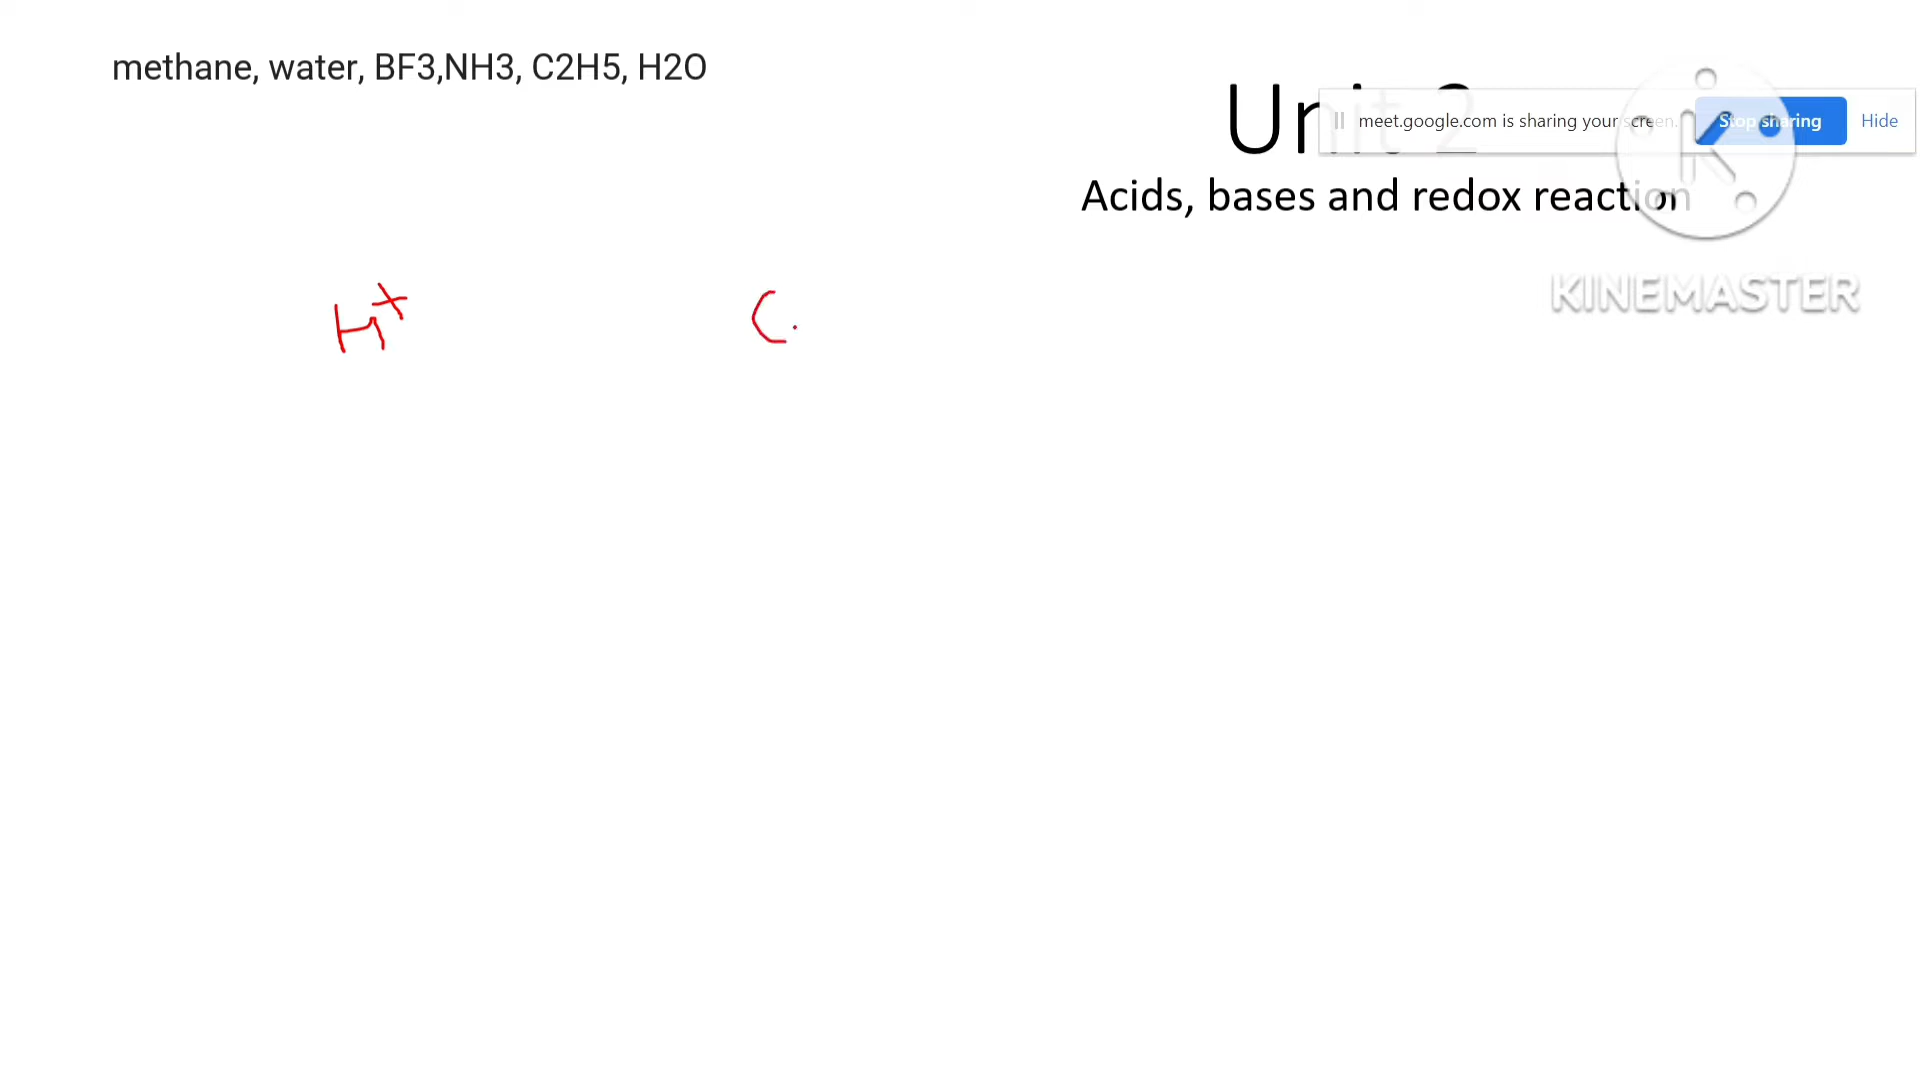 methane, water, BF3,NH3, C2H5, H2O
Unit 2
meet.google.com is sharing your screen. Stop sharing Hide
Acids, bases and redox reaction
KINEMASTER
H+ C